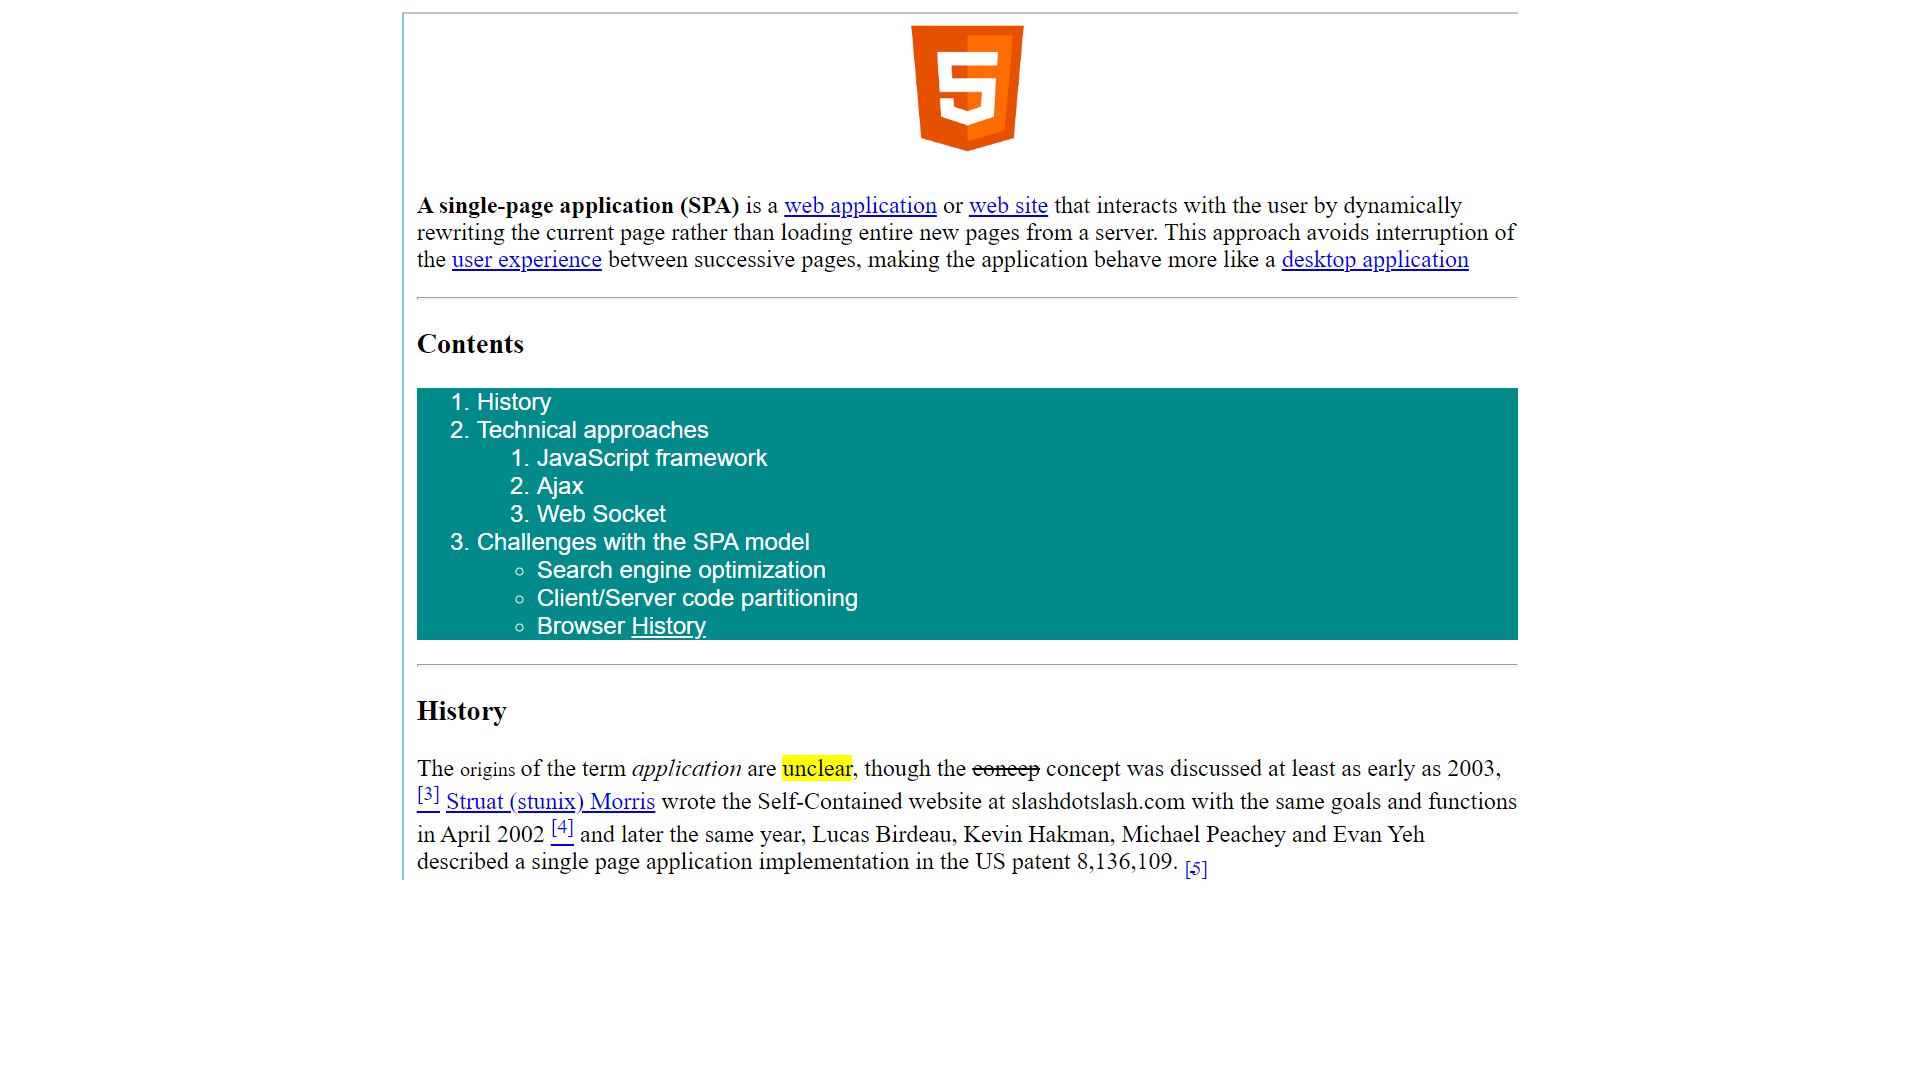 5
A single-page application (SPA) is a web application or web site that interacts with the user by dynamically
rewriting the current page rather than loading entire new pages from a server. This approach avoids interruption of
the user experience between successive pages, making the application behave more like a desktop application
Contents
1. History
2. Technical approaches
1. JavaScript framework
2. Ajax
3. Web Socket
3. Challenges with the SPA model
◦ Search engine optimization
◦ Client/Server code partitioning
◦ Browser History
History
The origins of the term application are unclear, though the concep concept was discussed at least as early as 2003,
[3] Struat (stunix) Morris wrote the Self-Contained website at slashdotslash.com with the same goals and functions
in April 2002 [4] and later the same year, Lucas Birdeau, Kevin Hakman, Michael Peachey and Evan Yeh
described a single page application implementation in the US patent 8,136,109. [5]